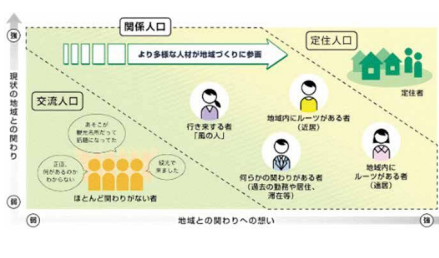 関係人口
定住人口
強
より多様な人材が地域づくりに参画
現状の地域との関わり
定住者
交流人口
行き来する者
「風の人」
地域内にルーツがある者
(近居)
あそこが
観光名所だって
話題になってた
正直、
何があるのか
わからない
観光で
来ました
何らかの関わりがある者
(過去の勤務や居住、
滞在等)
地域内に
ルーツがある者
(遠居)
ほとんど関わりがない者
弱
弱
地域との関わりへの想い
強